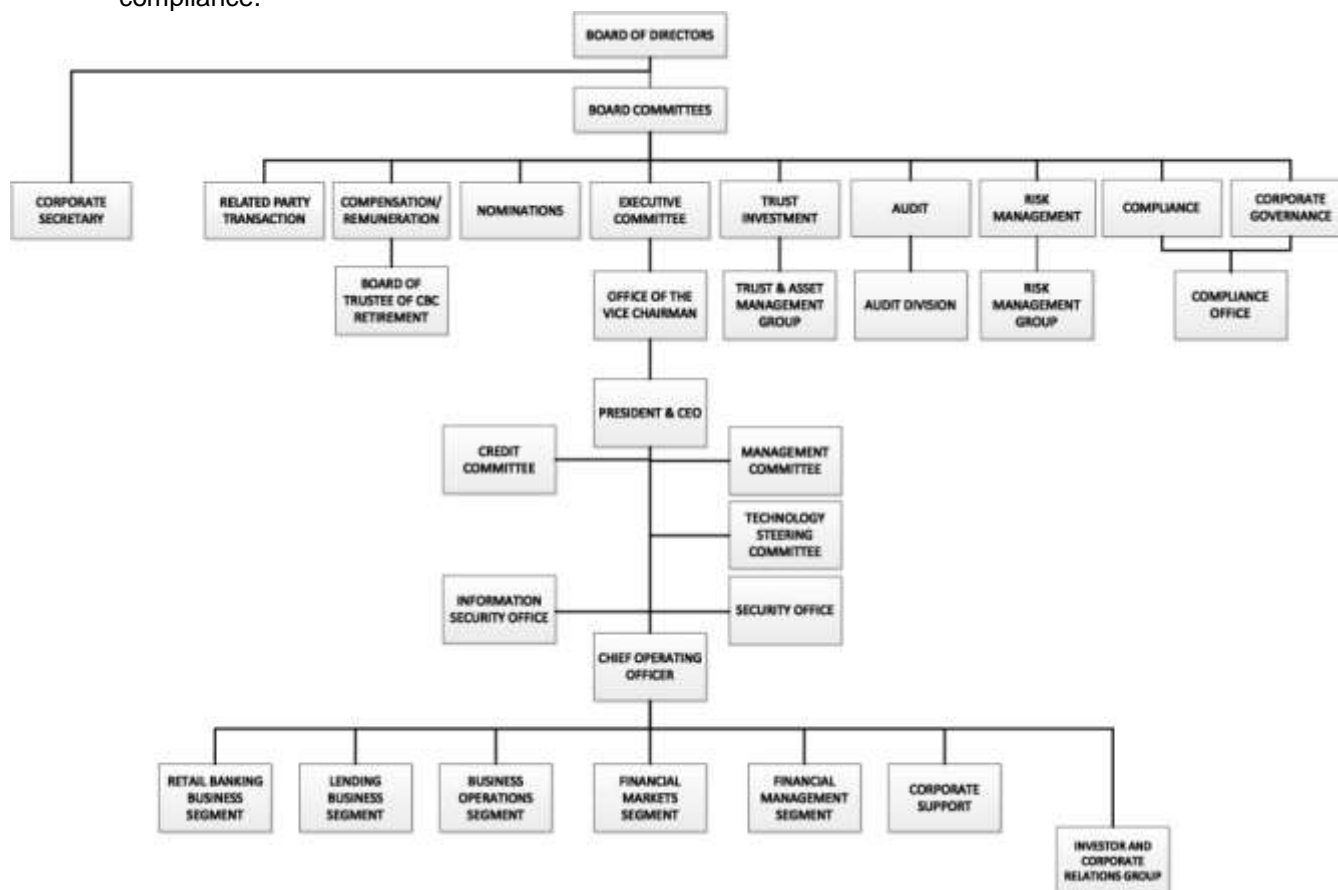 compliance.
BOARD OF DIRECTORS
BOARD COMMITTEES
CORPORATE
SECRETARY
RELATED PARTY
TRANSACTION
COMPENSATION/
REMUNERATION
NOMINATIONS
EXECUTIVE
COMMITTEE
TRUST
INVESTMENT
AUDIT
RISK
MANAGEMENT
COMPLIANCE
CORPORATE
GOVERNANCE
BOARD OF
TRUSTEE OF CBC
RETIREMENT
OFFICE OF THE
VICE CHAIRMAN
TRUST & ASSET
MANAGEMENT
GROUP
AUDIT DIVISION
RISK
MANAGEMENT
GROUP
COMPLIANCE
OFFICE
PRESIDENT & CEO
CREDIT
COMMITTEE
MANAGEMENT
COMMITTEE
TECHNOLOGY
STEERING
COMMITTEE
INFORMATION
SECURITY OFFICE
SECURITY OFFICE
CHIEF OPERATING
OFFICER
RETAIL BANKING
BUSINESS
SEGMENT
LENDING
BUSINESS
SEGMENT
BUSINESS
OPERATIONS
SEGMENT
FINANCIAL
MARKETS
SEGMENT
FINANCIAL
MANAGEMENT
SEGMENT
CORPORATE
SUPPORT
INVESTOR AND
CORPORATE
RELATIONS GROUP